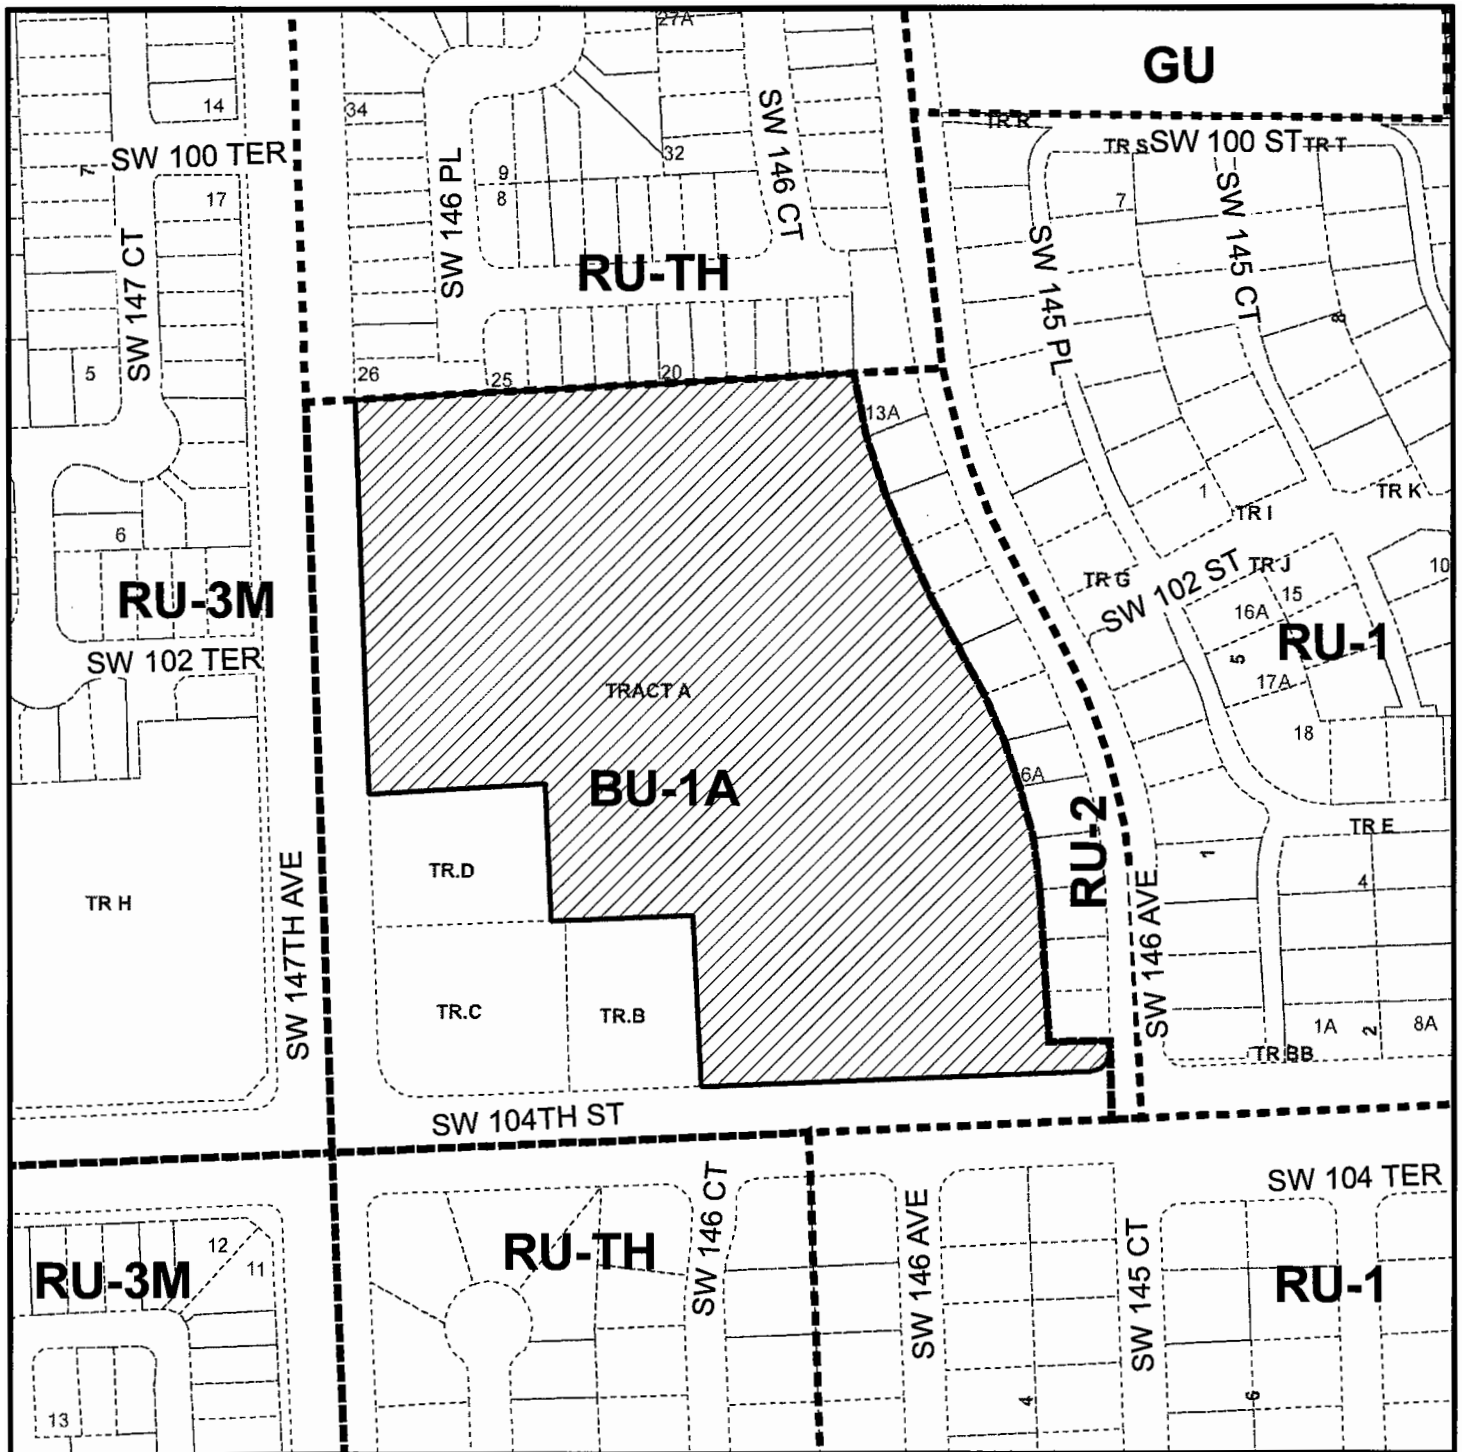 27A
GU
14
34
SW 146 CT
TR R
SW 100 TER
7
32
TR S
SW 100 ST
TR T
17
9
8
SW 146 PL
7
SW 145 CT
SW 147 CT
RU-TH
SW 145 PL
8
5
26
25
20
13A
1
TR K
TR I
6
RU-3M
TR G
SW 102 ST
TR J
15
10
16A
RU-1
SW 102 TER
5
TRACT A
17A
18
BU-1A
6A
RU-2
TR E
1
TR.D
4
TR H
SW 147TH AVE
SW 146 AVE
TR.C
TR.B
1A
2
8A
TR BB
SW 104TH ST
SW 104 TER
SW 146 CT
12
11
RU-3M
RU-TH
SW 146 AVE
SW 145 CT
RU-1
4
6
13